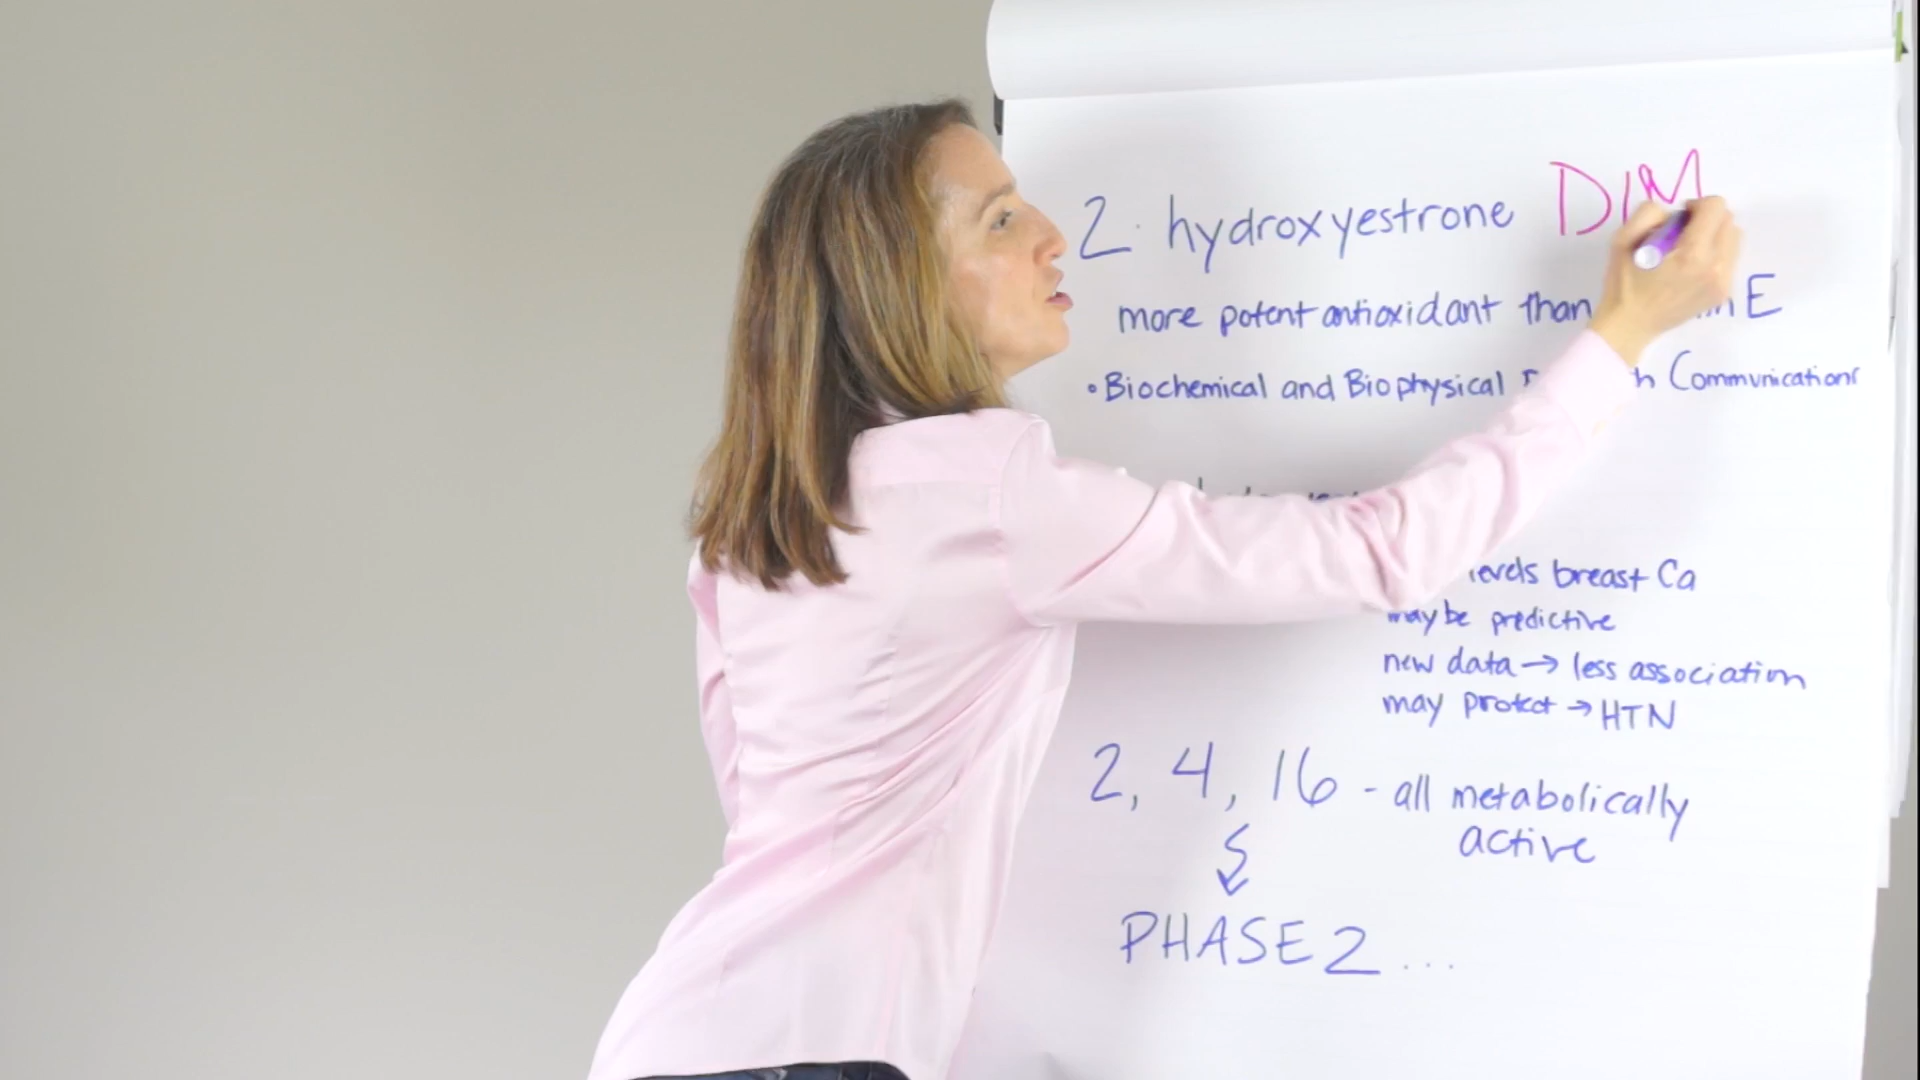 2 hydroxyestrone DIM
more potent antioxidant than E
• Biochemical and Biophysical Communications
levels breast Ca
may be predictive
new data → less association
may protect → HTN
2, 4, 16 - all metabolically
active
PHASE 2 ...